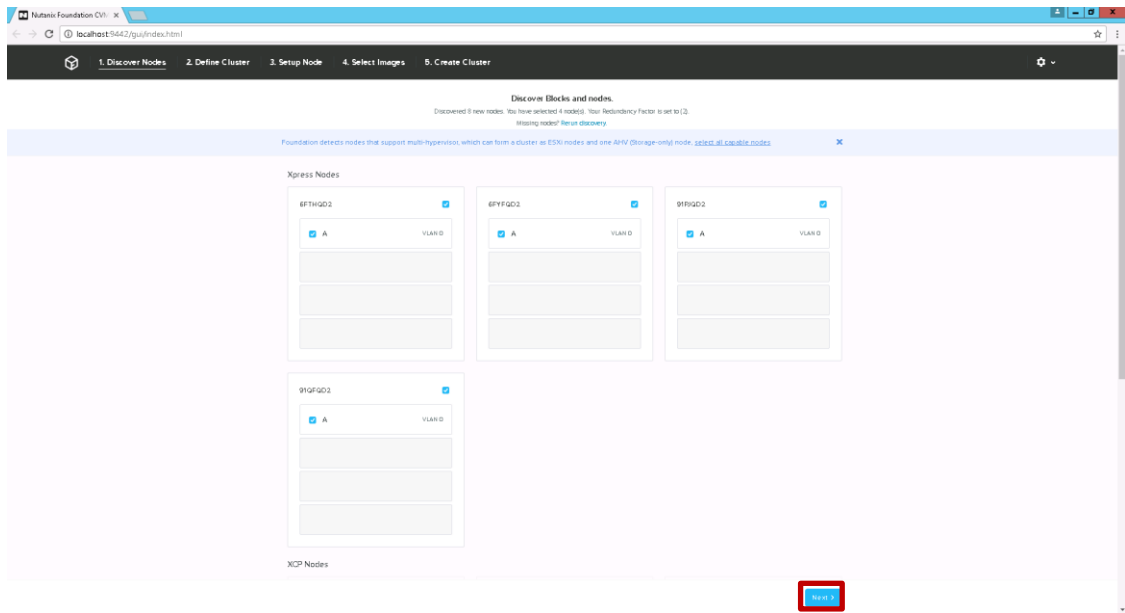 Nutanix Foundation CVM
localhost:9442/gui/index.html
1. Discover Nodes 2. Define Cluster 3. Setup Node 4. Select Images 5. Create Cluster
Discover Blocks and nodes.
Discovered 8 new nodes. You have selected 4 node(s). Your Redundancy Factor is set to (2).
Missing nodes? Rerun discovery
Foundation detects nodes that support multi-hypervisor, which can form a cluster as ESXi nodes and one AHV (Storage-only) node, select all capable nodes
Xpress Nodes
6FTHQD2
A VLAN 0
6FYFQD2
A VLAN 0
A VLAN 0
91QFQD2
A VLAN 0
XCP Nodes
Next >